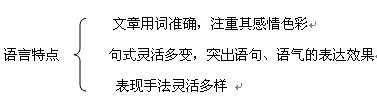 文章用词准确，注重其感情色彩
语言特点
句式灵活多变，突出语句、语气的表达效果
表现手法灵活多样